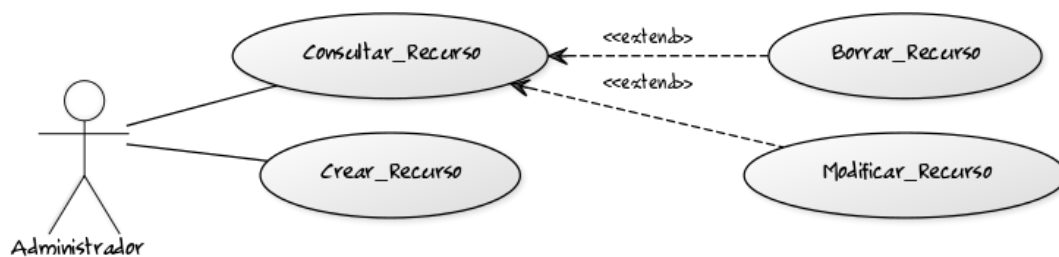 Consultar_Recurso
<<extend>>
Borrar_Recurso
<<extend>>
Crear_Recurso
Modificar_Recurso
Administrador